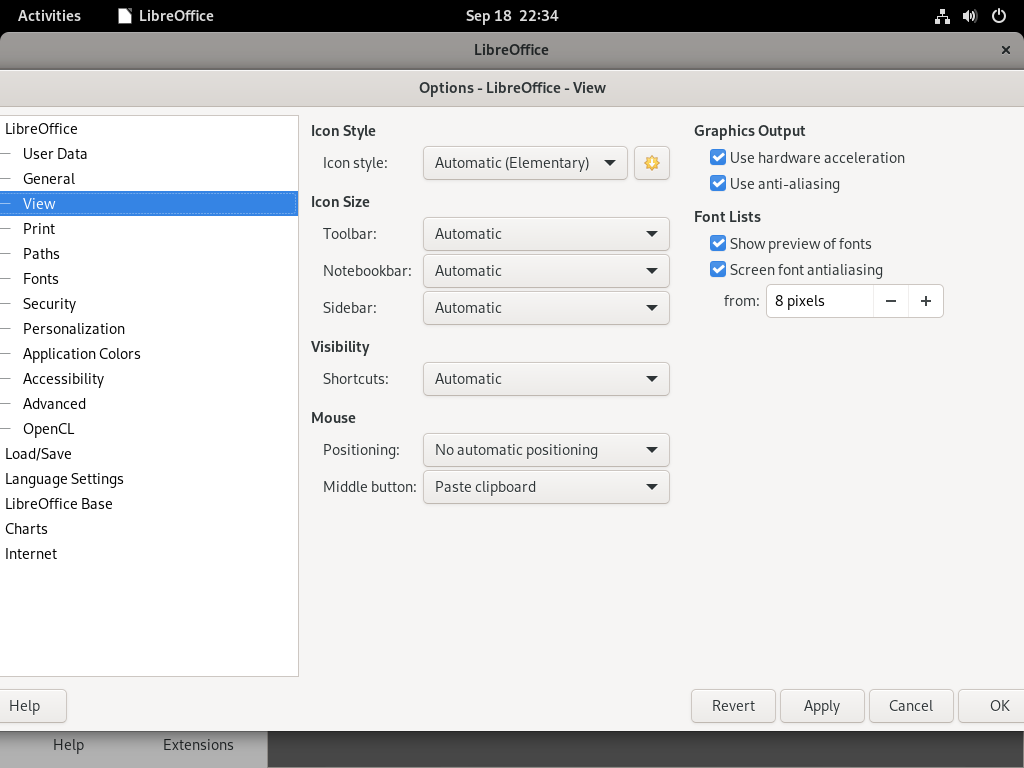 Activities LibreOffice Sep 18 22:34
LibreOffice
Options - LibreOffice - View
LibreOffice
User Data
General
View
Print
Paths
Fonts
Security
Personalization
Application Colors
Accessibility
Advanced
OpenCL
Load/Save
Language Settings
LibreOffice Base
Charts
Internet
Icon Style
Icon style: Automatic (Elementary)
Icon Size
Toolbar: Automatic
Notebookbar: Automatic
Sidebar: Automatic
Visibility
Shortcuts: Automatic
Mouse
Positioning: No automatic positioning
Middle button: Paste clipboard
Graphics Output
Use hardware acceleration
Use anti-aliasing
Font Lists
Show preview of fonts
Screen font antialiasing
from: 8 pixels
Help Revert Apply Cancel OK
Help Extensions